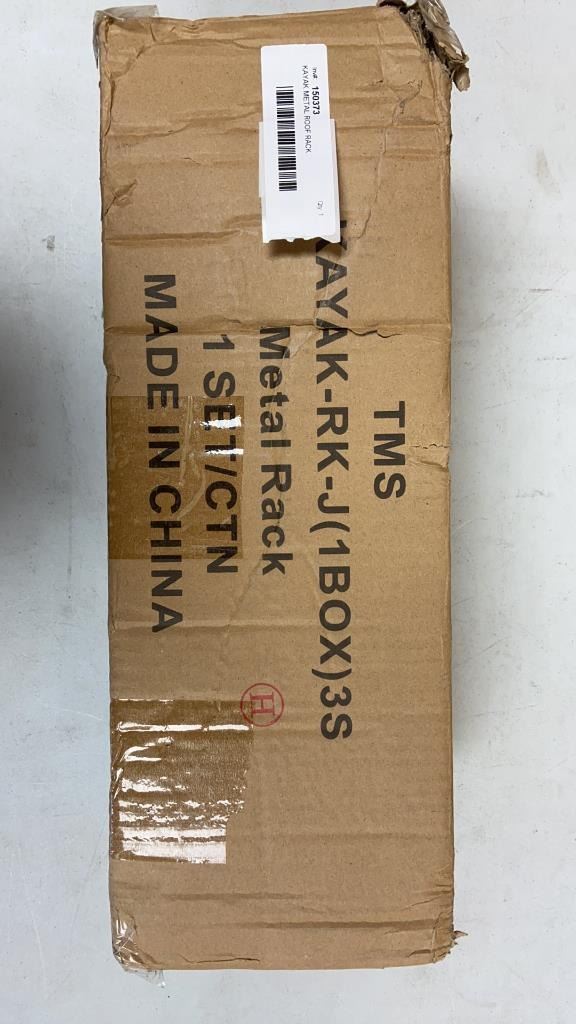 Inv# 150373
KAYAK METAL ROOF RACK
Qty: 1
TMS
KAYAK-RK-J(1BOX)3S
Metal Rack
1 SET/CTN
MADE IN CHINA
H